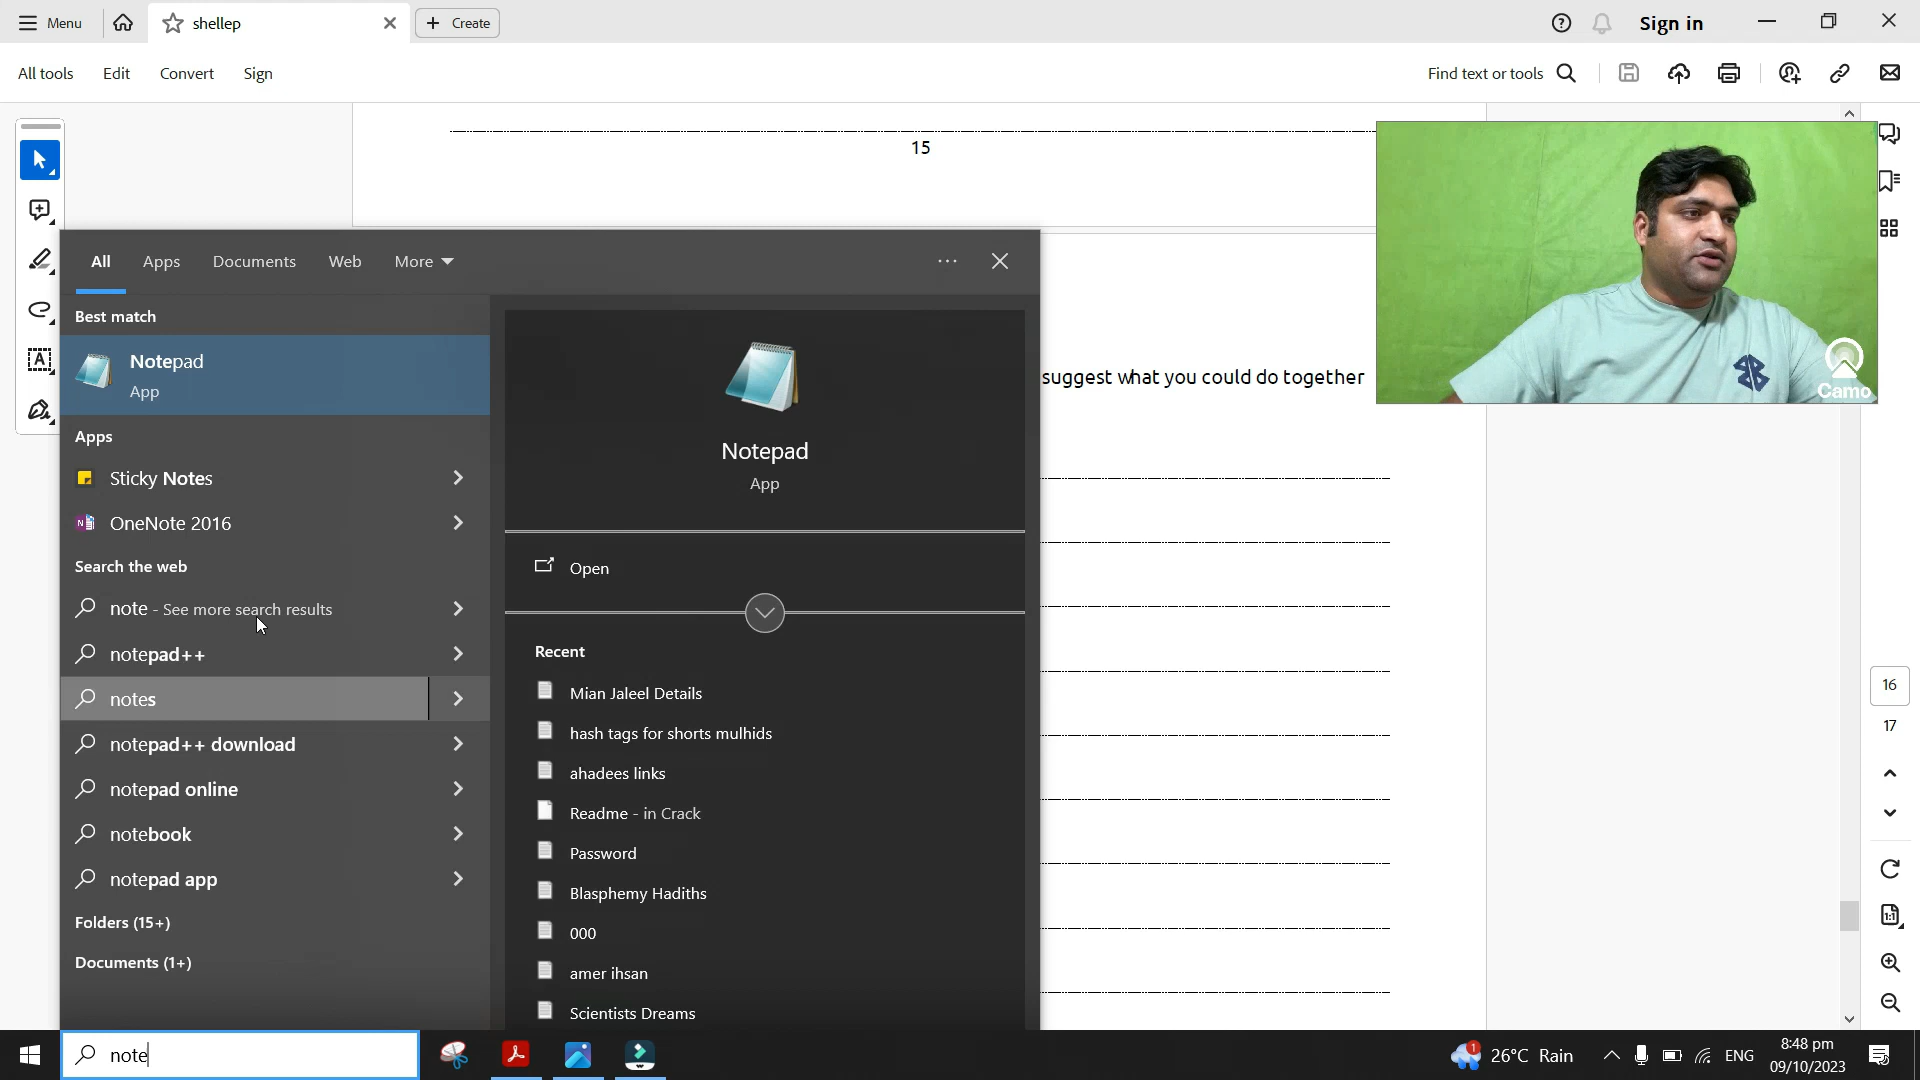 Menu
shellep
Create
Sign in
All tools
Edit
Convert
Sign
Find text or tools
15
suggest what you could do together
Camo
All
Apps
Documents
Web
More
Best match
Notepad
App
Apps
Sticky Notes
OneNote 2016
Search the web
note - See more search results
notepad++
notes
notepad++ download
notepad online
notebook
notepad app
Folders (15+)
Documents (1+)
Notepad
App
Open
Recent
Mian Jaleel Details
hash tags for shorts mulhids
ahadees links
Readme - in Crack
Password
Blasphemy Hadiths
000
amer ihsan
Scientists Dreams
16
17
1:1
note
1
26°C Rain
ENG
8:48 pm
09/10/2023